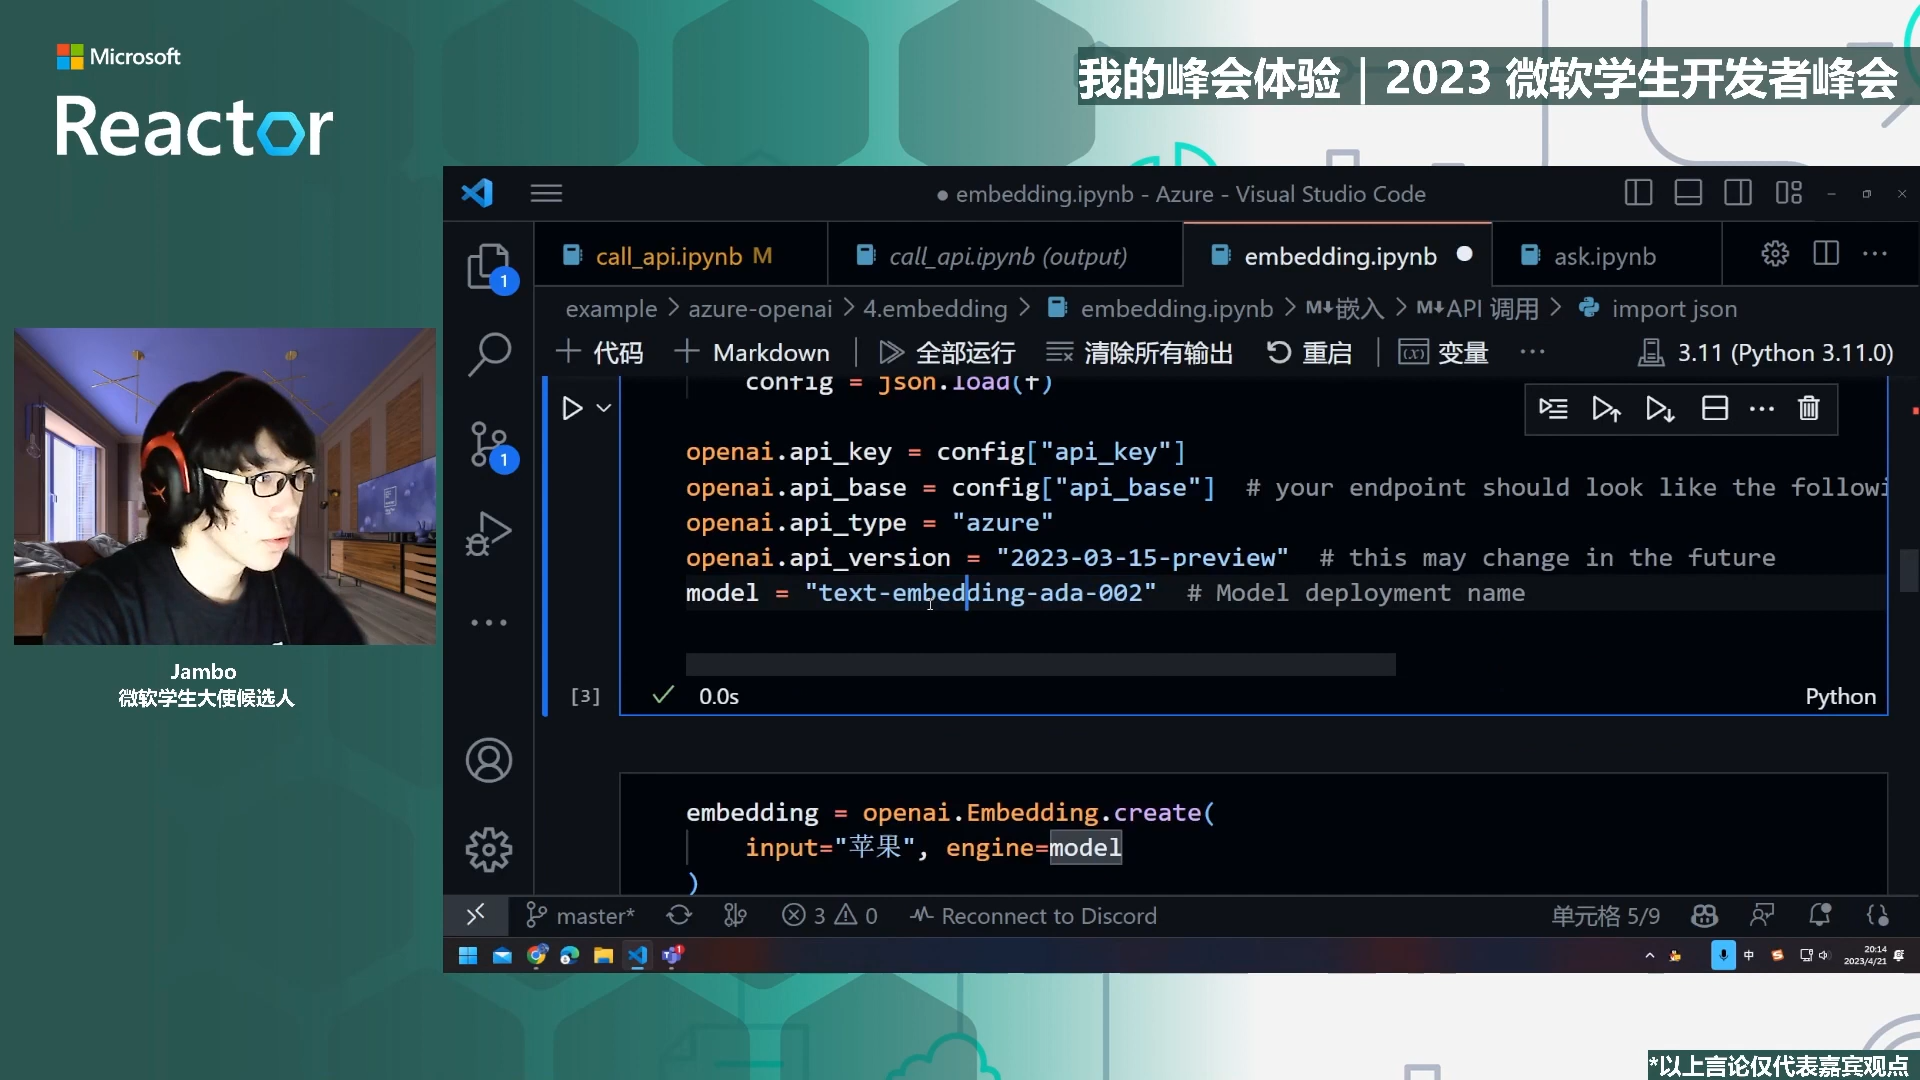 Microsoft
Reactor
我的峰会体验｜2023 微软学生开发者峰会
embedding.ipynb - Azure - Visual Studio Code
call_api.ipynb M
call_api.ipynb (output)
embedding.ipynb
ask.ipynb
example > azure-openai > 4.embedding > embedding.ipynb > M↓嵌入 > M↓API 调用 > import json
代码
Markdown
全部运行
清除所有输出
重启
变量
3.11 (Python 3.11.0)
config = json.load(f)
openai.api_key = config["api_key"]
openai.api_base = config["api_base"]  # your endpoint should look like the followi
openai.api_type = "azure"
openai.api_version = "2023-03-15-preview"  # this may change in the future
model = "text-embedding-ada-002"  # Model deployment name
[3]
0.0s
Python
embedding = openai.Embedding.create(
input="苹果", engine=model
)
1
1
Jambo
微软学生大使候选人
master*
3
0
Reconnect to Discord
单元格 5/9
中
20:14
2023/4/21
*以上言论仅代表嘉宾观点